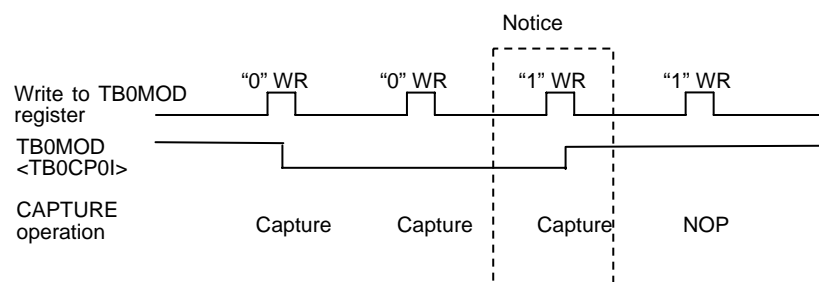 Notice
“0” WR “0” WR “1” WR “1” WR
Write to TB0MOD
register
TB0MOD
<TB0CP0I>
CAPTURE
operation
Capture Capture Capture NOP